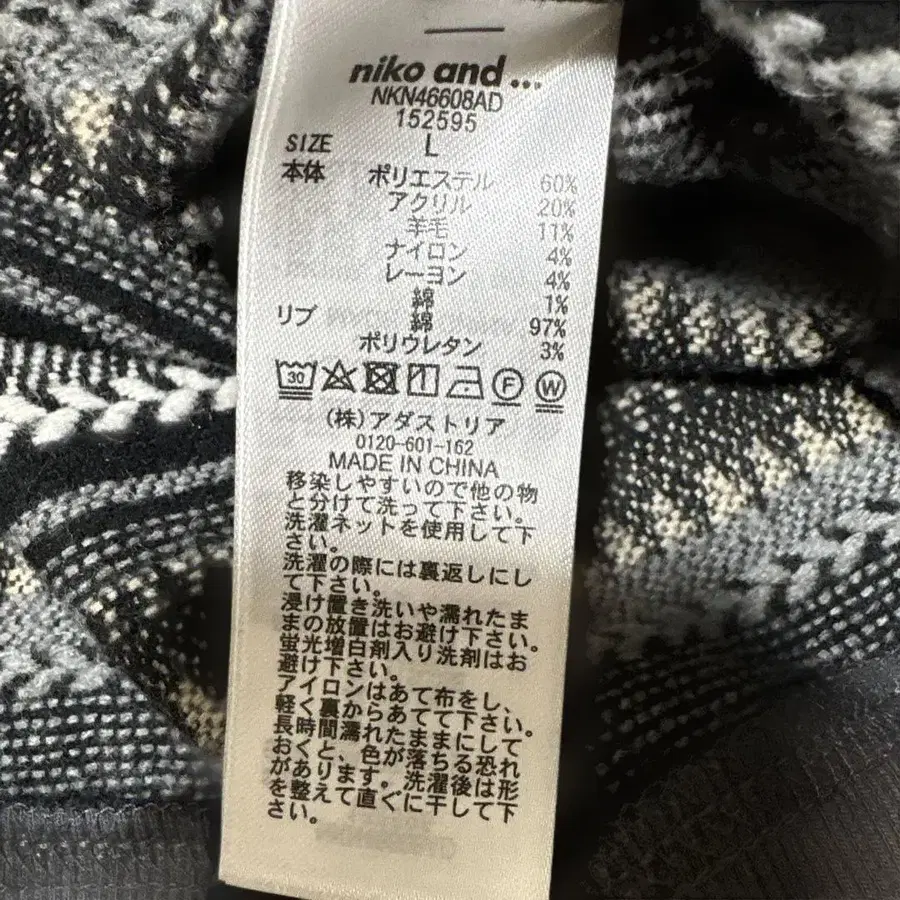 niko and ...
NKN46608AD
152595
SIZE L
本体 ポリエステル 60%
アクリル 20%
羊毛 11%
ナイロン 4%
レーヨン 4%
綿 1%
リブ 綿 97%
ポリウレタン 3%
30 F W
(株)アダストリア
0120-601-162
MADE IN CHINA
移染しやすいので他の物
と分けて洗って下さい。
洗濯ネットを使用して下
さい。
洗濯の際には裏返しにし
て下さい。
浸け置き洗いや濡れたま
まの放置はお避け下さい。
蛍光増白剤入り洗剤はお
避け下さい。
アイロンはあて布をし、
軽く裏からあてて下さい。
長時間濡れたままにして
おくと、色が落ちる恐れ
があります。洗濯後は形
を整えて直ぐに干して下
さい。